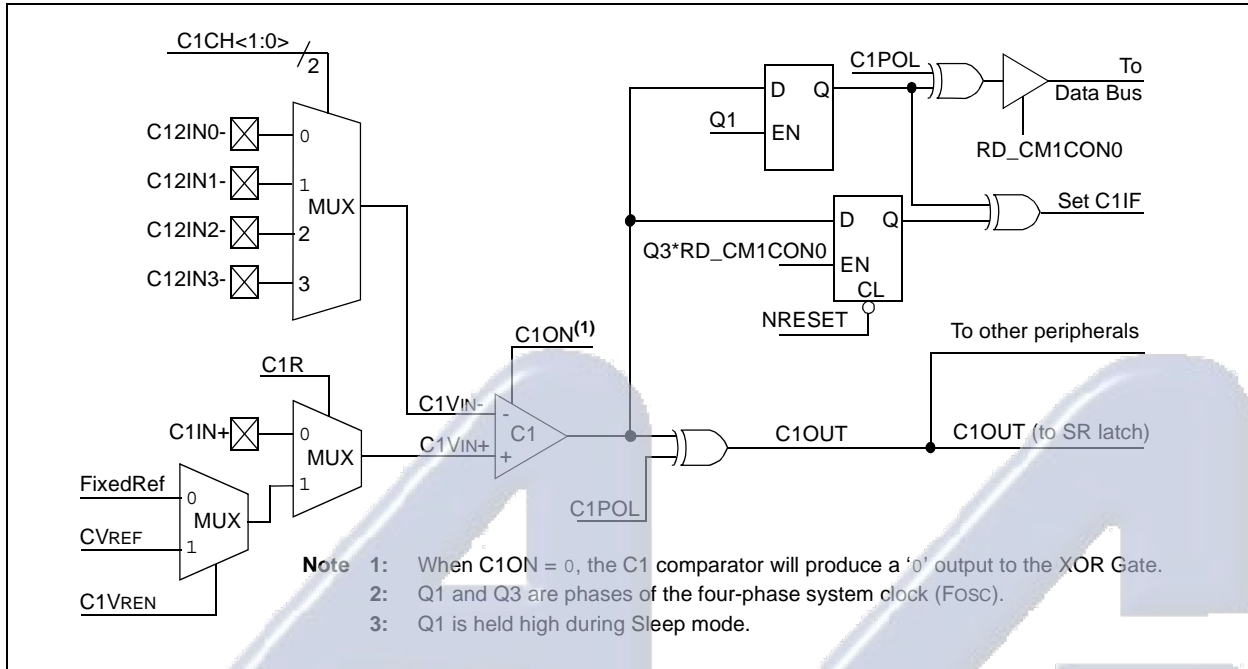 C1CH<1:0>
2
C12IN0-
0
C12IN1-
1
MUX
C12IN2-
2
C12IN3-
3
C1R
C1IN+
0
MUX
1
FixedRef
0
MUX
CVREF
1
C1VREN
C1ON(1)
C1VIN-
-
C1
C1VIN+
+
C1POL
D Q
Q1
EN
To
Data Bus
RD_CM1CON0
D Q
Set C1IF
Q3*RD_CM1CON0
EN
CL
NRESET
To other peripherals
C1OUT
C1OUT (to SR latch)
C1POL
Note 1: When C1ON = 0, the C1 comparator will produce a ‘0’ output to the XOR Gate.
2: Q1 and Q3 are phases of the four-phase system clock (FOSC).
3: Q1 is held high during Sleep mode.